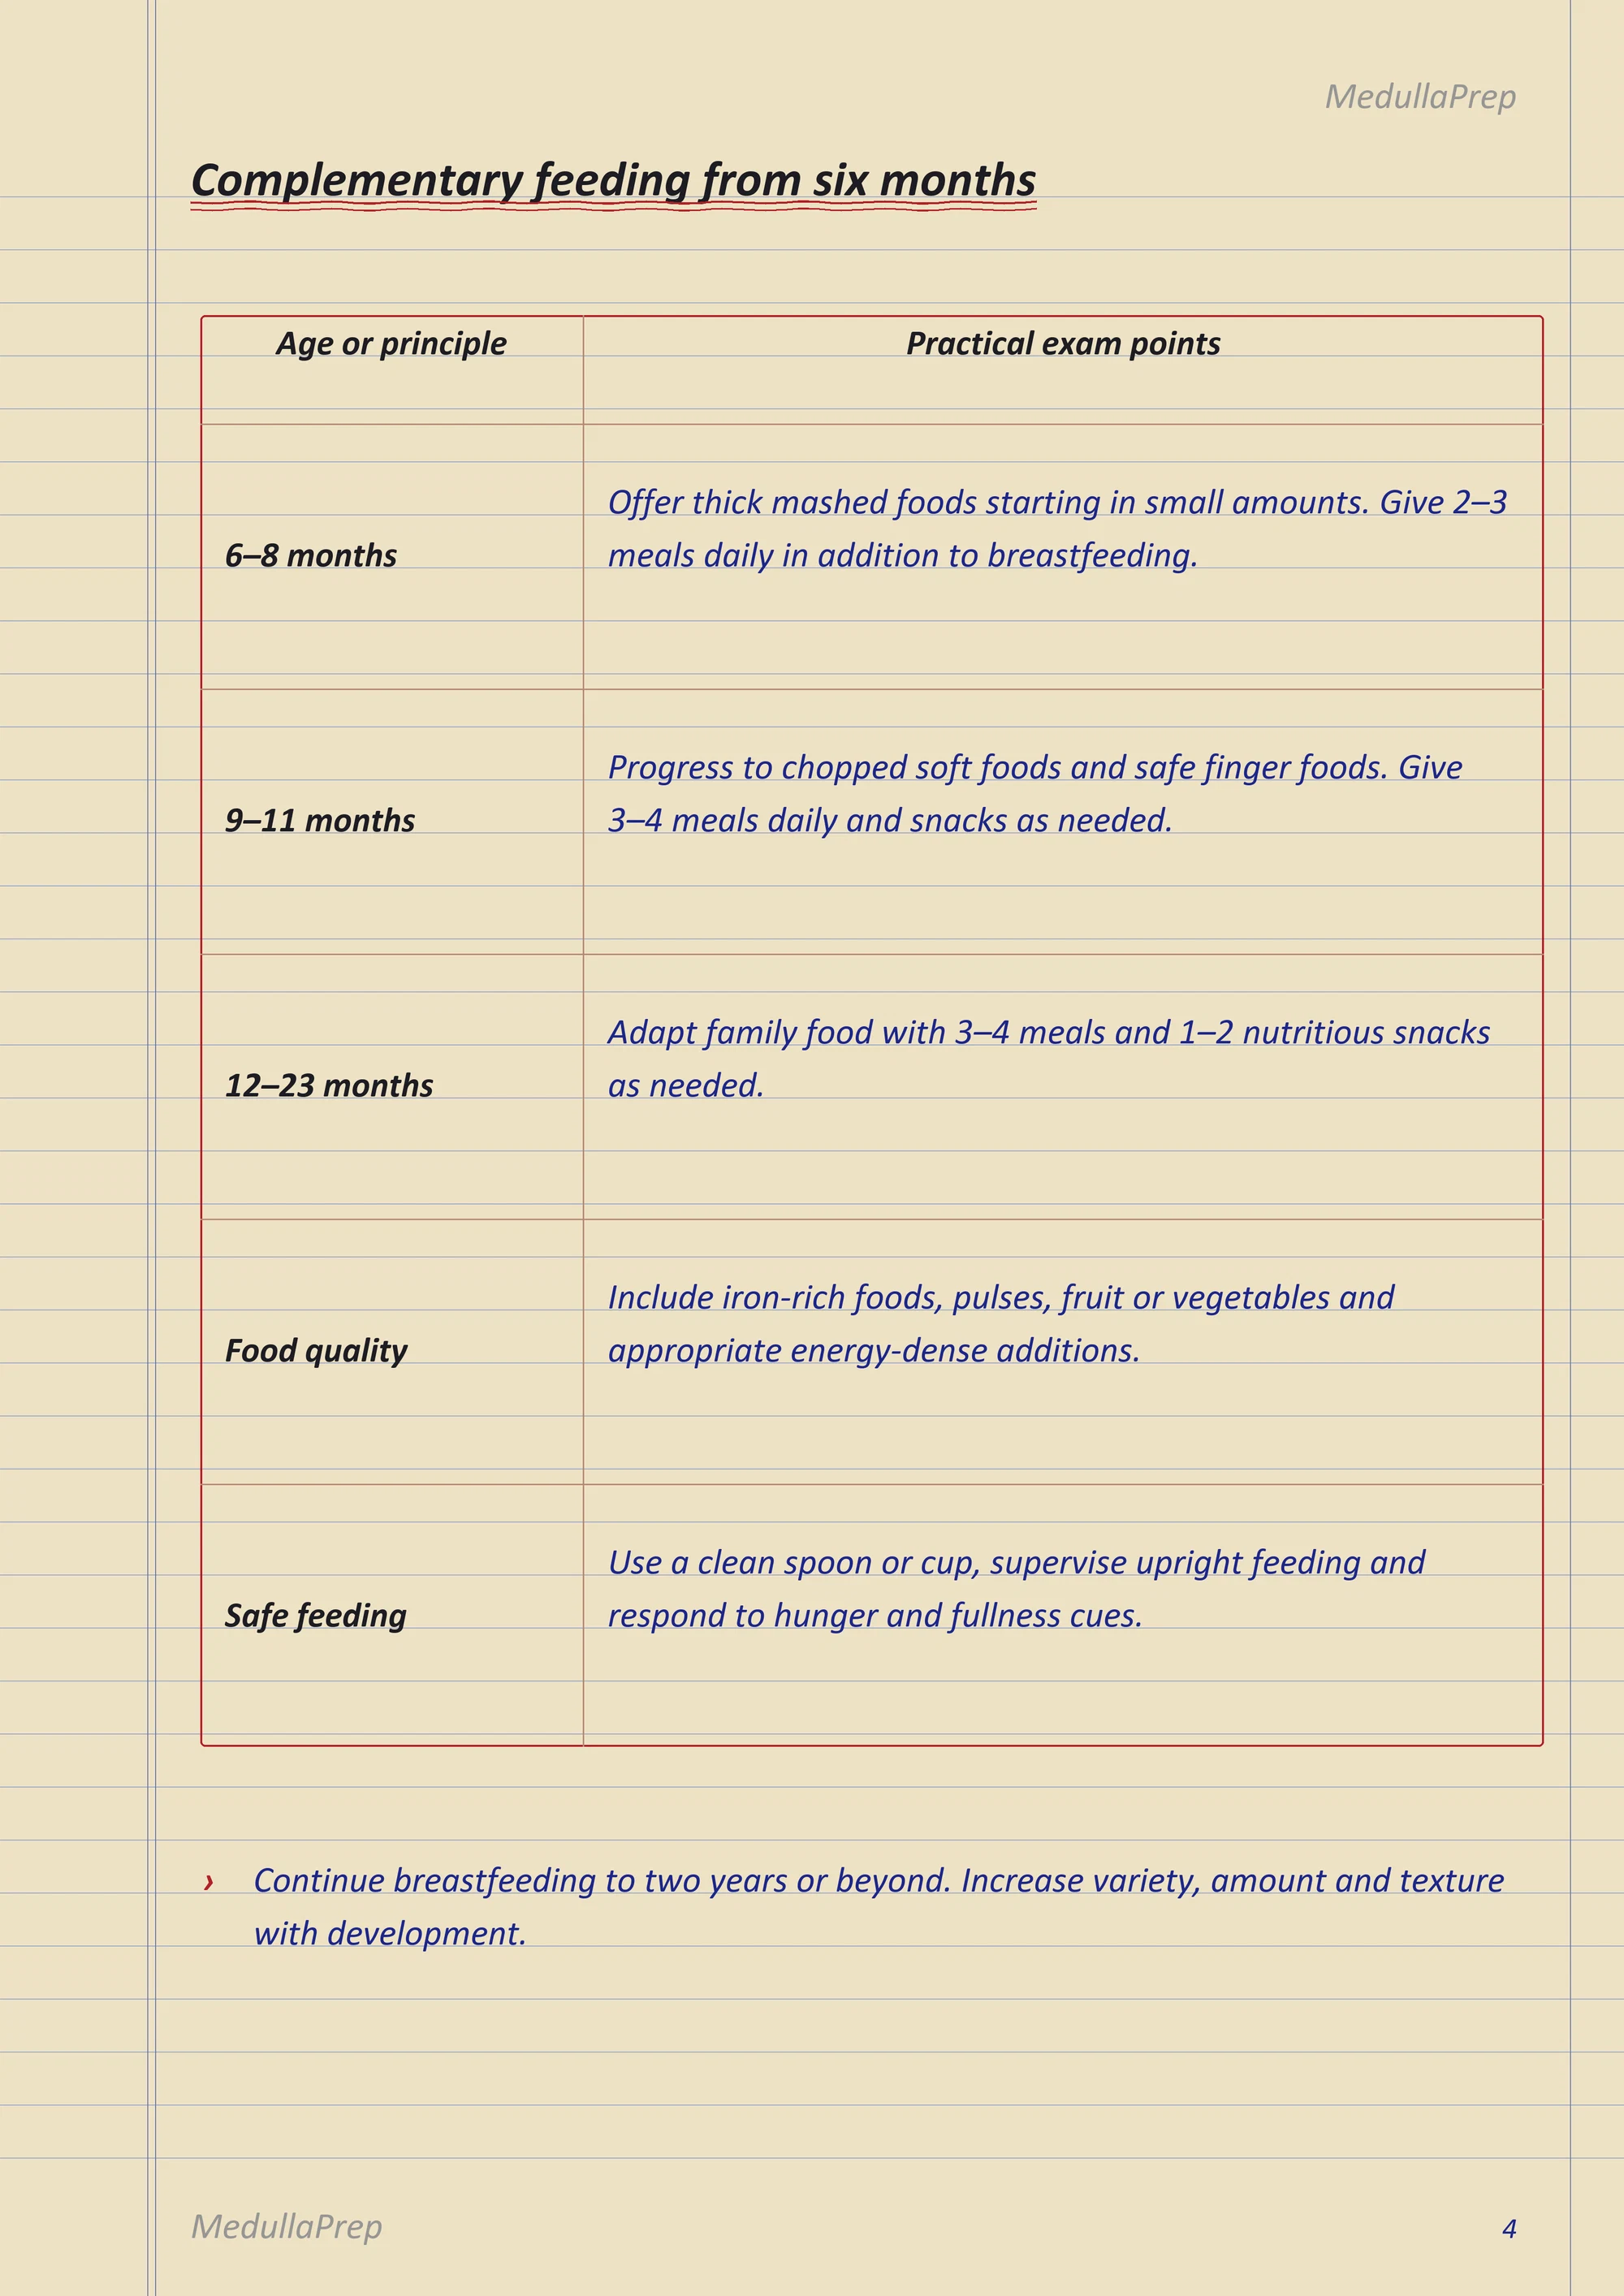 MedullaPrep
Complementary feeding from six months
Age or principle
Practical exam points
6–8 months
Offer thick mashed foods starting in small amounts. Give 2–3
meals daily in addition to breastfeeding.
9–11 months
Progress to chopped soft foods and safe finger foods. Give
3–4 meals daily and snacks as needed.
12–23 months
Adapt family food with 3–4 meals and 1–2 nutritious snacks
as needed.
Food quality
Include iron-rich foods, pulses, fruit or vegetables and
appropriate energy-dense additions.
Safe feeding
Use a clean spoon or cup, supervise upright feeding and
respond to hunger and fullness cues.
› Continue breastfeeding to two years or beyond. Increase variety, amount and texture
with development.
MedullaPrep
4